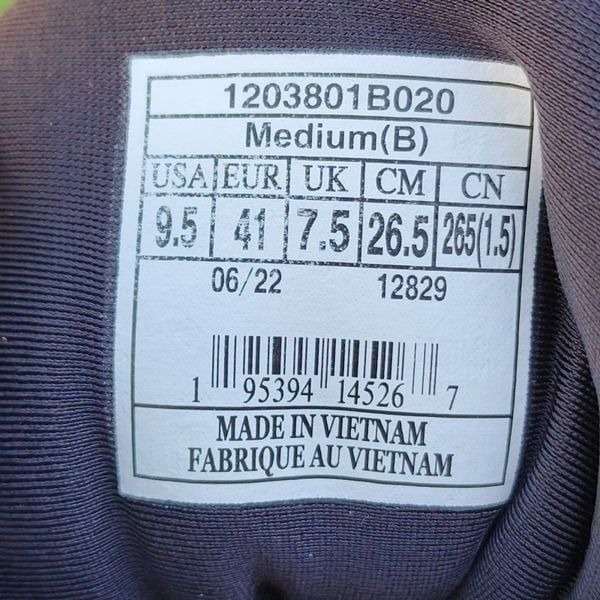 1203801B020
Medium(B)
USA EUR UK CM CN
9.5 41 7.5 26.5 265(1.5)
06/22 12829
1 95394 14526 7
MADE IN VIETNAM
FABRIQUE AU VIETNAM